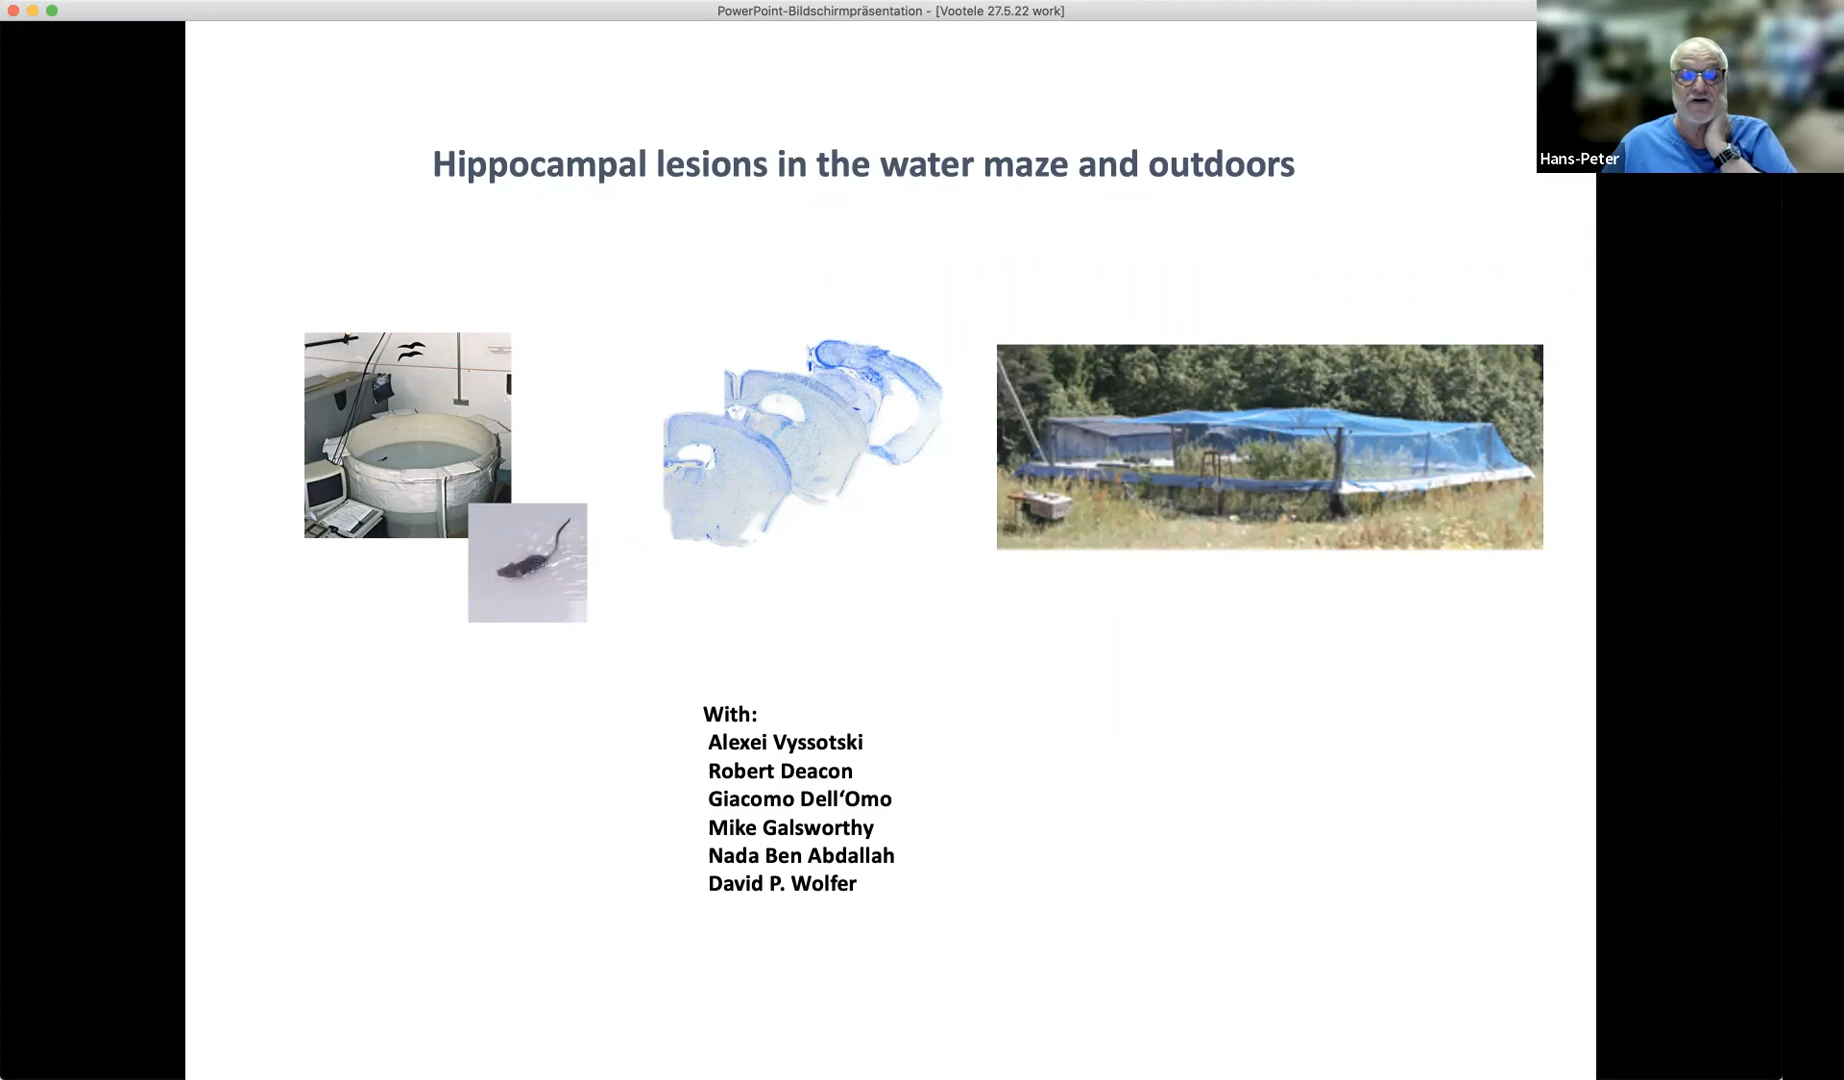 PowerPoint-Bildschirmpräsentation - [Vootele 27.5.22 work]
Hans-Peter
Hippocampal lesions in the water maze and outdoors
With:
Alexei Vyssotski
Robert Deacon
Giacomo Dell‘Omo
Mike Galsworthy
Nada Ben Abdallah
David P. Wolfer